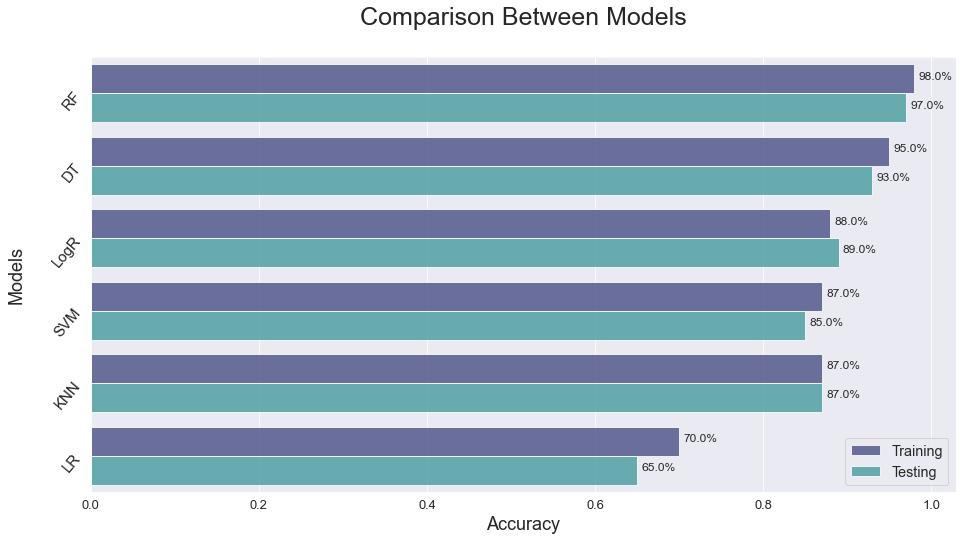 Comparison Between Models
Models
RF
98.0%
97.0%
DT
95.0%
93.0%
LogR
88.0%
89.0%
SVM
87.0%
85.0%
KNN
87.0%
87.0%
LR
70.0%
65.0%
Training
Testing
0.0 0.2 0.4 0.6 0.8 1.0
Accuracy